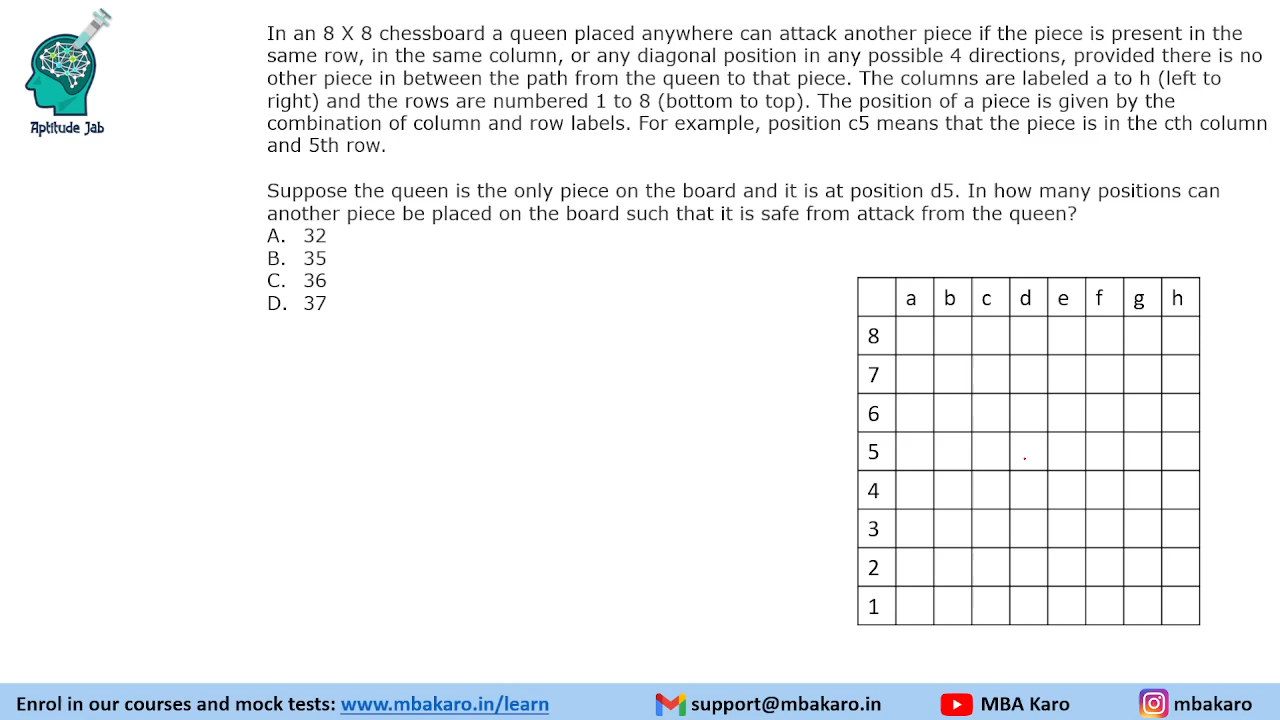 In an 8 X 8 chessboard a queen placed anywhere can attack another piece if the piece is present in the
same row, in the same column, or any diagonal position in any possible 4 directions, provided there is no
other piece in between the path from the queen to that piece. The columns are labeled a to h (left to
right) and the rows are numbered 1 to 8 (bottom to top). The position of a piece is given by the
combination of column and row labels. For example, position c5 means that the piece is in the cth column
and 5th row.
Aptitude Jab
Suppose the queen is the only piece on the board and it is at position d5. In how many positions can
another piece be placed on the board such that it is safe from attack from the queen?
A. 32
B. 35
C. 36
D. 37
a b c d e f g h
8
7
6
5
4
3
2
1
Enrol in our courses and mock tests: www.mbakaro.in/learn support@mbakaro.in MBA Karo mbakaro